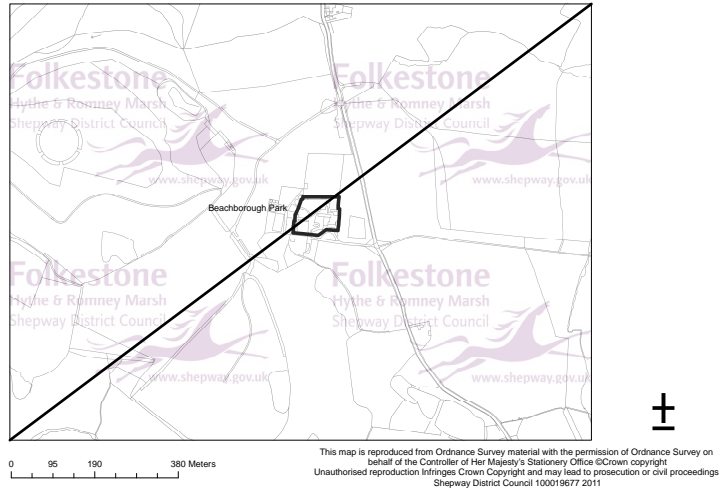 Folkestone Folkestone
Hythe & Romney Marsh Hythe & Romney Marsh
Shepway District Council Shepway District Council
www.shepway.gov.uk www.shepway.gov.uk
Beachborough Park
Folkestone Folkestone
Hythe & Romney Marsh Hythe & Romney Marsh
Shepway District Council Shepway District Council
www.shepway.gov.uk www.shepway.gov.uk
±
0 95 190 380 Meters
This map is reproduced from Ordnance Survey material with the permission of Ordnance Survey on
behalf of the Controller of Her Majesty's Stationery Office ©Crown copyright
Unauthorised reproduction Infringes Crown Copyright and may lead to prosecution or civil proceedings
Shepway District Council 100019677 2011